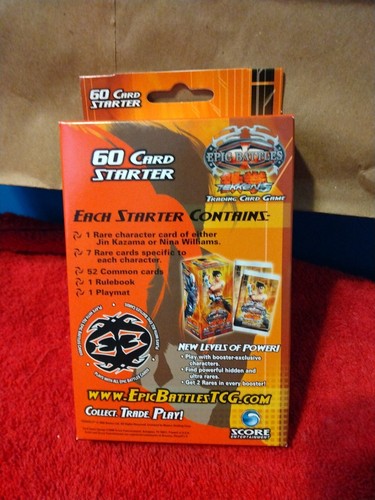 60 CARD
STARTER
60 CARD
STARTER
EPIC BATTLES
TEKKEN 5
TRADING CARD GAME
EACH STARTER CONTAINS:
1 Rare character card of either
Jin Kazama or Nina Williams.
7 Rare cards specific to
each character.
52 Common cards
1 Rulebook
1 Playmat
NEW LEVELS OF POWER!
• Play with booster-exclusive
characters.
• Find powerful hidden and
ultra rares.
• Get 2 Rares in every booster!
WWW.EPICBATTLESTCG.COM
COLLECT. TRADE. PLAY!
SCORE
ENTERTAINMENT